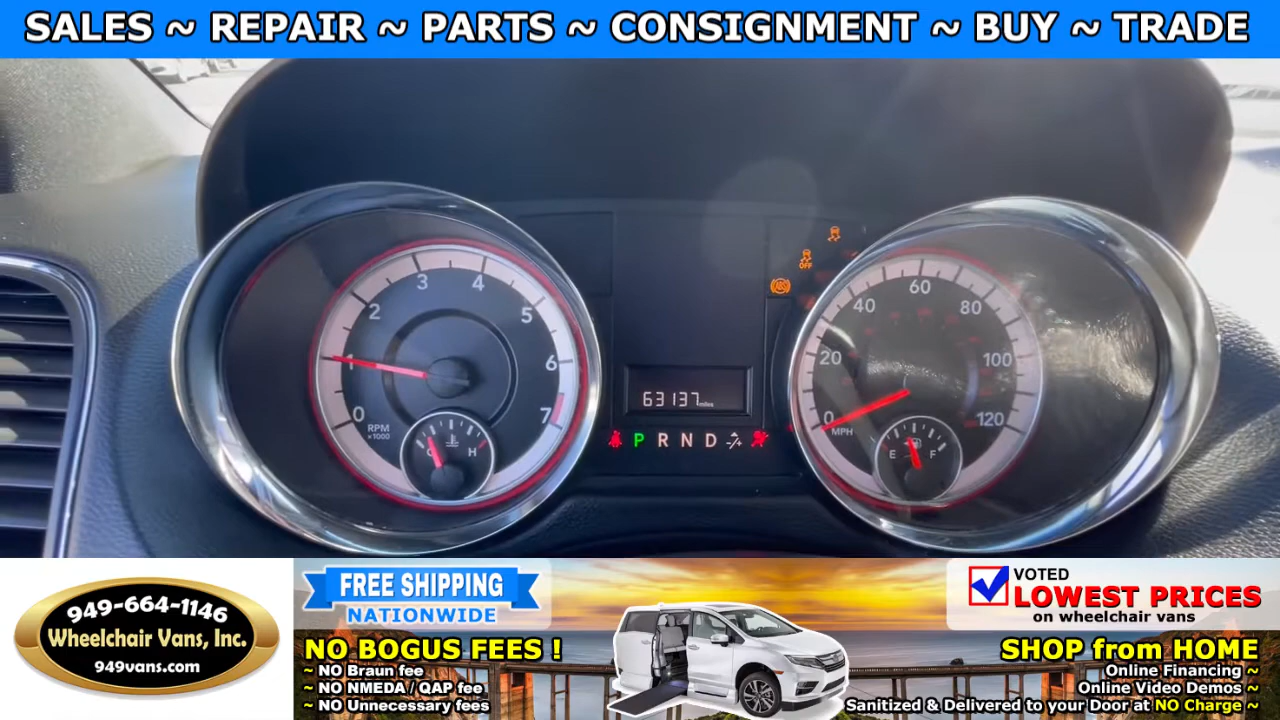 SALES ~ REPAIR ~ PARTS ~ CONSIGNMENT ~ BUY ~ TRADE
0 1 2 3 4 5 6 7
RPM
x1000
C H
OFF
ABS
63137 miles
P R N D -/+
0 20 40 60 80 100 120
MPH
E F
949-664-1146
Wheelchair Vans, Inc.
949vans.com
FREE SHIPPING
NATIONWIDE
NO BOGUS FEES !
~ NO Braun fee
~ NO NMEDA / QAP fee
~ NO Unnecessary fees
VOTED
LOWEST PRICES
on wheelchair vans
SHOP from HOME
Online Financing ~
Online Video Demos ~
Sanitized & Delivered to your Door at NO Charge ~